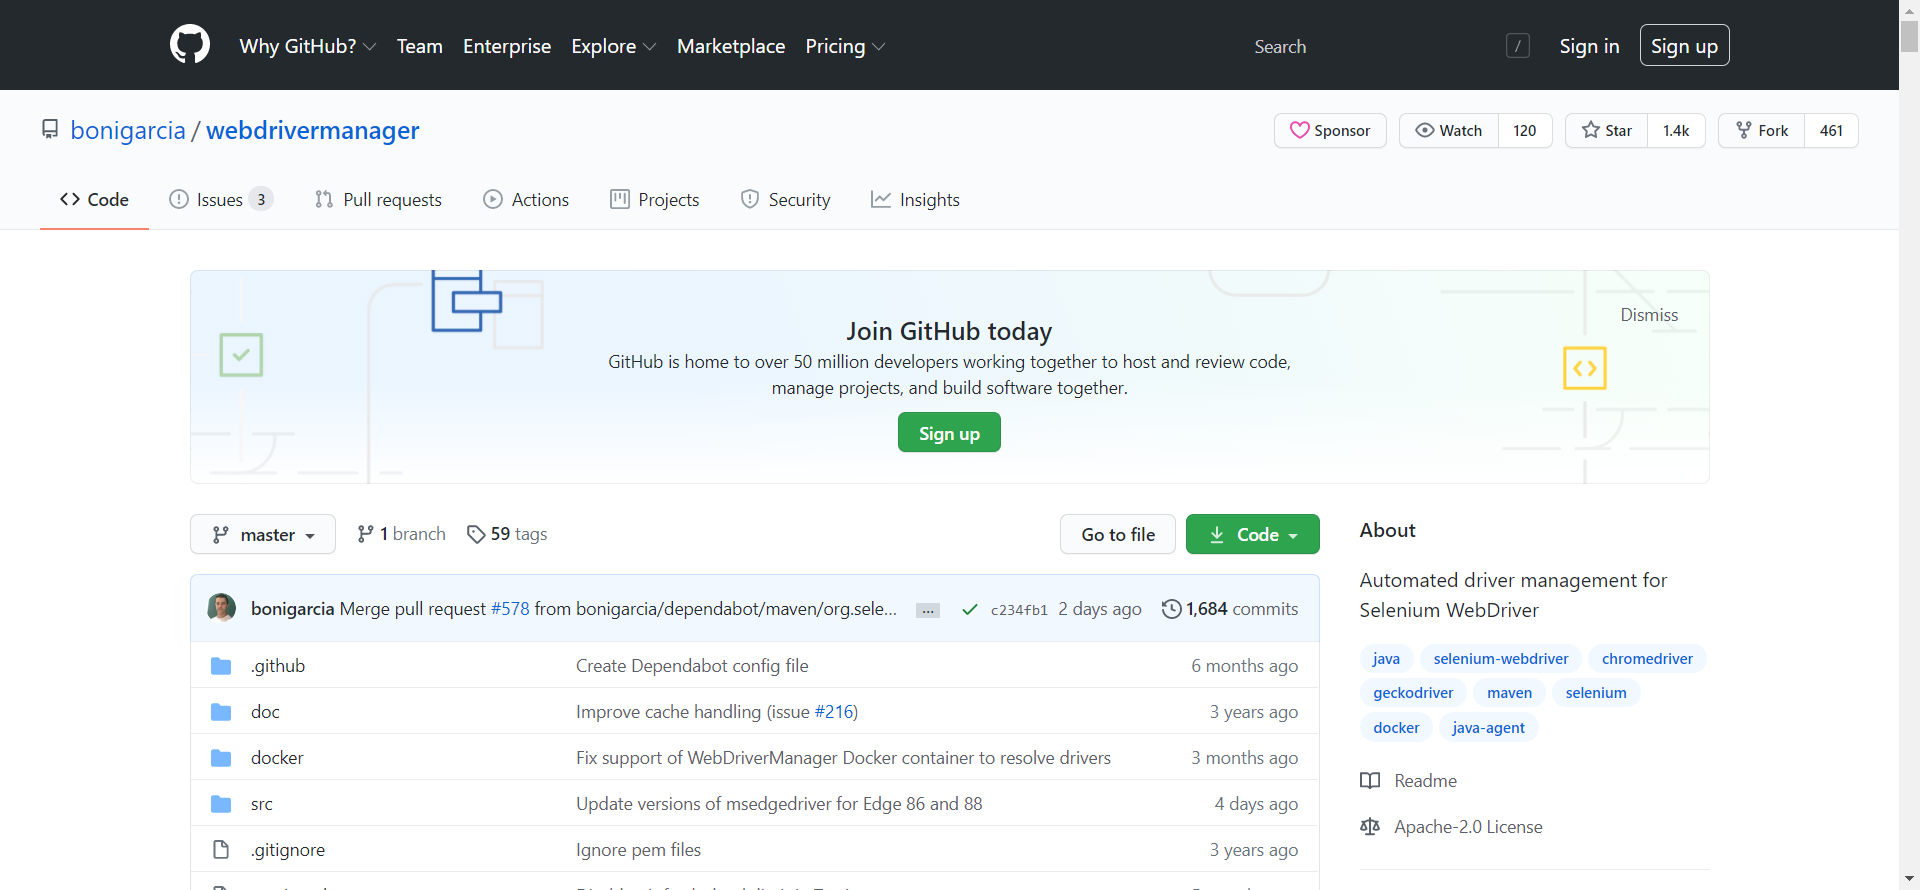 Why GitHub? Team Enterprise Explore Marketplace Pricing Search / Sign in Sign up
bonigarcia / webdrivermanager Sponsor Watch 120 Star 1.4k Fork 461
Code Issues 3 Pull requests Actions Projects Security Insights
Dismiss
Join GitHub today
GitHub is home to over 50 million developers working together to host and review code,
manage projects, and build software together.
Sign up
master 1 branch 59 tags Go to file Code
bonigarcia Merge pull request #578 from bonigarcia/dependabot/maven/org.sele... ... c234fb1 2 days ago 1,684 commits
.github Create Dependabot config file 6 months ago
doc Improve cache handling (issue #216) 3 years ago
docker Fix support of WebDriverManager Docker container to resolve drivers 3 months ago
src Update versions of msedgedriver for Edge 86 and 88 4 days ago
.gitignore Ignore pem files 3 years ago
About
Automated driver management for
Selenium WebDriver
java selenium-webdriver chromedriver
geckodriver maven selenium
docker java-agent
Readme
Apache-2.0 License